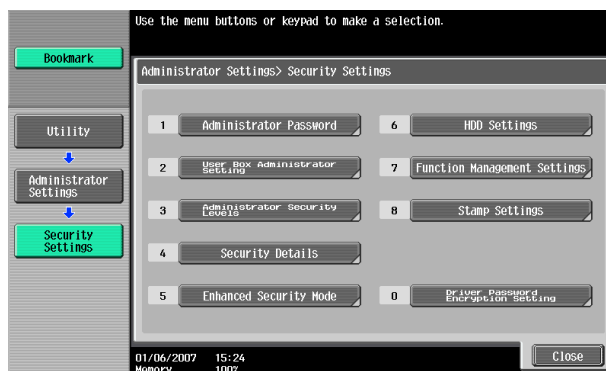 Use the menu buttons or keypad to make a selection.
Bookmark
Administrator Settings> Security Settings
Utility
Administrator
Settings
Security
Settings
1 Administrator Password
2 User Box Administrator
Setting
3 Administrator Security
Levels
4 Security Details
5 Enhanced Security Mode
6 HDD Settings
7 Function Management Settings
8 Stamp Settings
0 Driver Password
Encryption Setting
01/06/2007 15:24
Memory 100%
Close